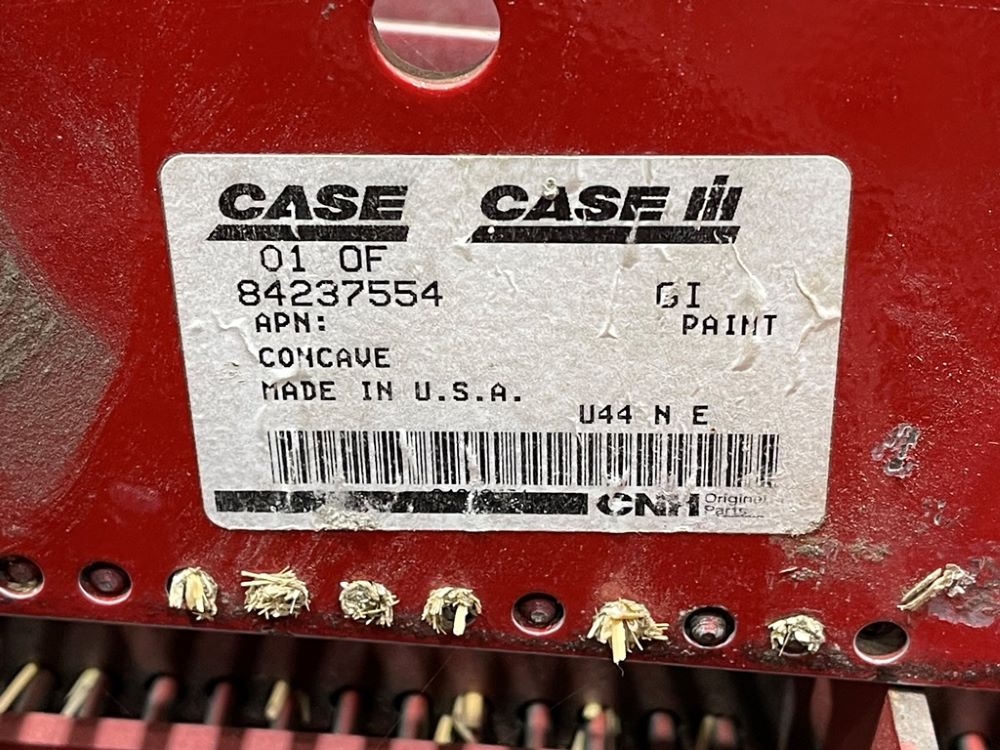 CASE CASE IH
01 OF
84237554 GI
APN: PAINT
CONCAVE
MADE IN U.S.A.
U44 N E
CNH Original
Parts